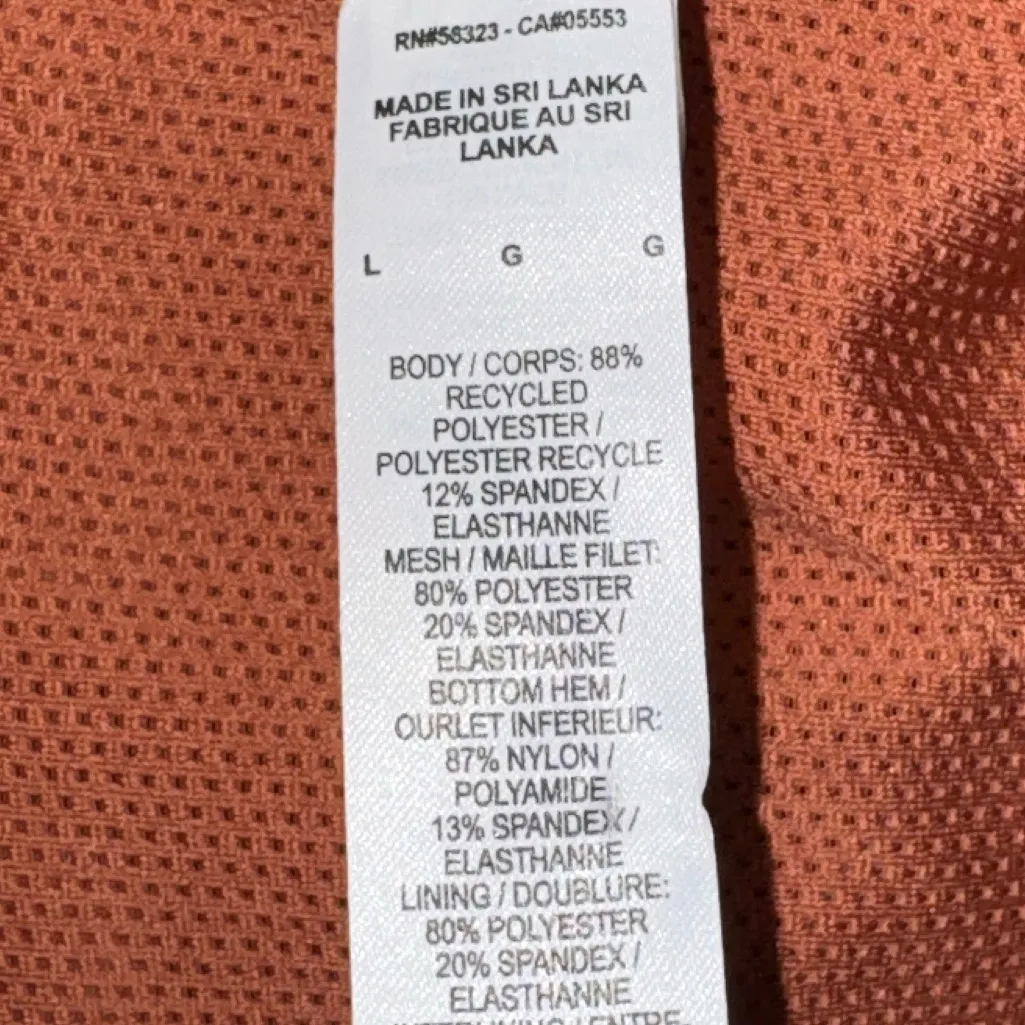 RN#56323 - CA#05553
MADE IN SRI LANKA
FABRIQUE AU SRI
LANKA
L G G
BODY / CORPS: 88%
RECYCLED
POLYESTER /
POLYESTER RECYCLE
12% SPANDEX /
ELASTHANNE
MESH / MAILLE FILET:
80% POLYESTER
20% SPANDEX /
ELASTHANNE
BOTTOM HEM /
OURLET INFERIEUR:
87% NYLON /
POLYAMIDE
13% SPANDEX /
ELASTHANNE
LINING / DOUBLURE:
80% POLYESTER
20% SPANDEX /
ELASTHANNE